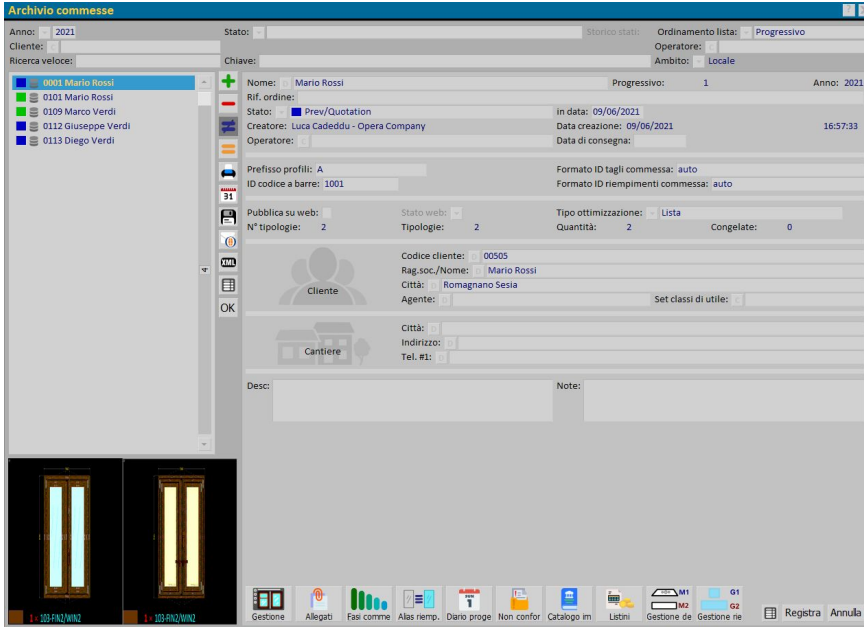 Archivio commesse
Anno: 2021 Stato: Storico stati: Ordinamento lista: Progressivo
Cliente: Operatore:
Ricerca veloce: Chiave: Ambito: Locale
0001 Mario Rossi
0101 Mario Rossi
0109 Marco Verdi
0112 Giuseppe Verdi
0113 Diego Verdi
31
@
XML
OK
Nome: Mario Rossi Progressivo: 1 Anno: 2021
Rif. ordine:
Stato: Prev/Quotation in data: 09/06/2021
Creatore: Luca Cadeddu - Opera Company Data creazione: 09/06/2021 16:57:33
Operatore: Data di consegna:
Prefisso profili: A Formato ID tagli commessa: auto
ID codice a barre: 1001 Formato ID riempimenti commessa: auto
Pubblica su web: Stato web: Tipo ottimizzazione: Lista
N° tipologie: 2 Tipologie: 2 Quantità: 2 Congelate: 0
Cliente
Codice cliente: 00505
Rag.soc./Nome: Mario Rossi
Città: Romagnano Sesia
Agente: Set classi di utile:
Cantiere
Città:
Indirizzo:
Tel. #1:
Desc: Note:
1 x 103-FIN2/WIN2 1 x 103-FIN2/WIN2
M1 G1
M2 G2
Gestione Allegati Fasi comme Alias riemp. Diario proge Non confor Catalogo im Listini Gestione de Gestione rie Registra Annulla